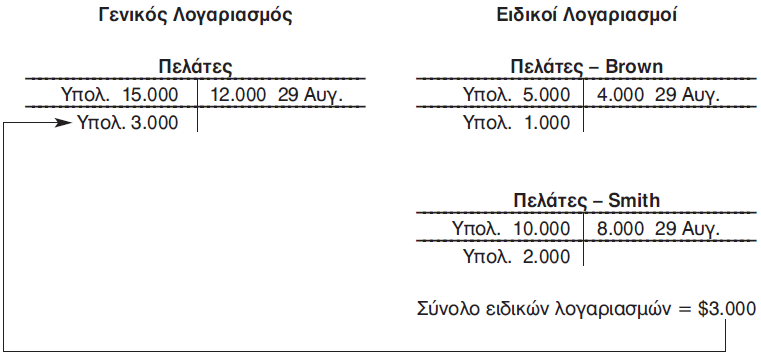 Γενικός Λογαριασμός
Πελάτες
Υπολ. 15.000 12.000 29 Αυγ.
Υπολ. 3.000
Ειδικοί Λογαριασμοί
Πελάτες – Brown
Υπολ. 5.000 4.000 29 Αυγ.
Υπολ. 1.000
Πελάτες – Smith
Υπολ. 10.000 8.000 29 Αυγ.
Υπολ. 2.000
Σύνολο ειδικών λογαριασμών = $3.000